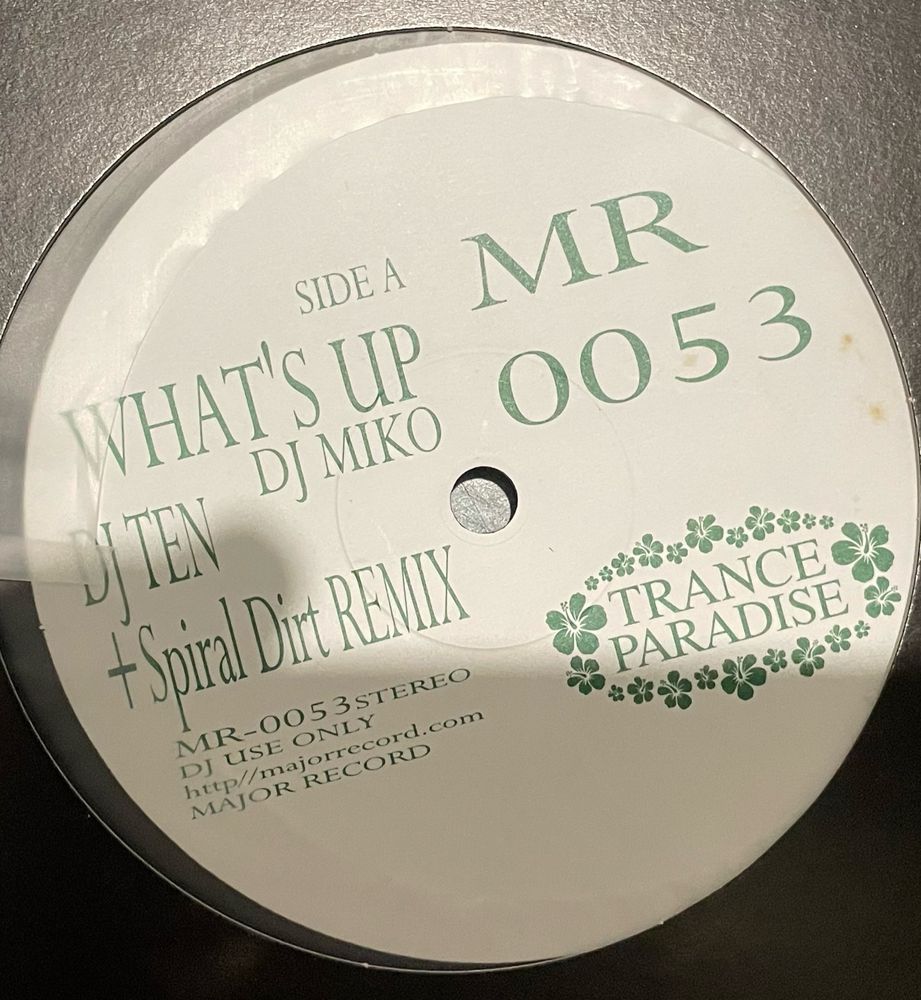 SIDE A
MR
0053
WHAT'S UP
DJ MIKO
DJ TEN
+Spiral Dirt REMIX
TRANCE
PARADISE
MR-0053STEREO
DJ USE ONLY
http//majorrecord.com
MAJOR RECORD